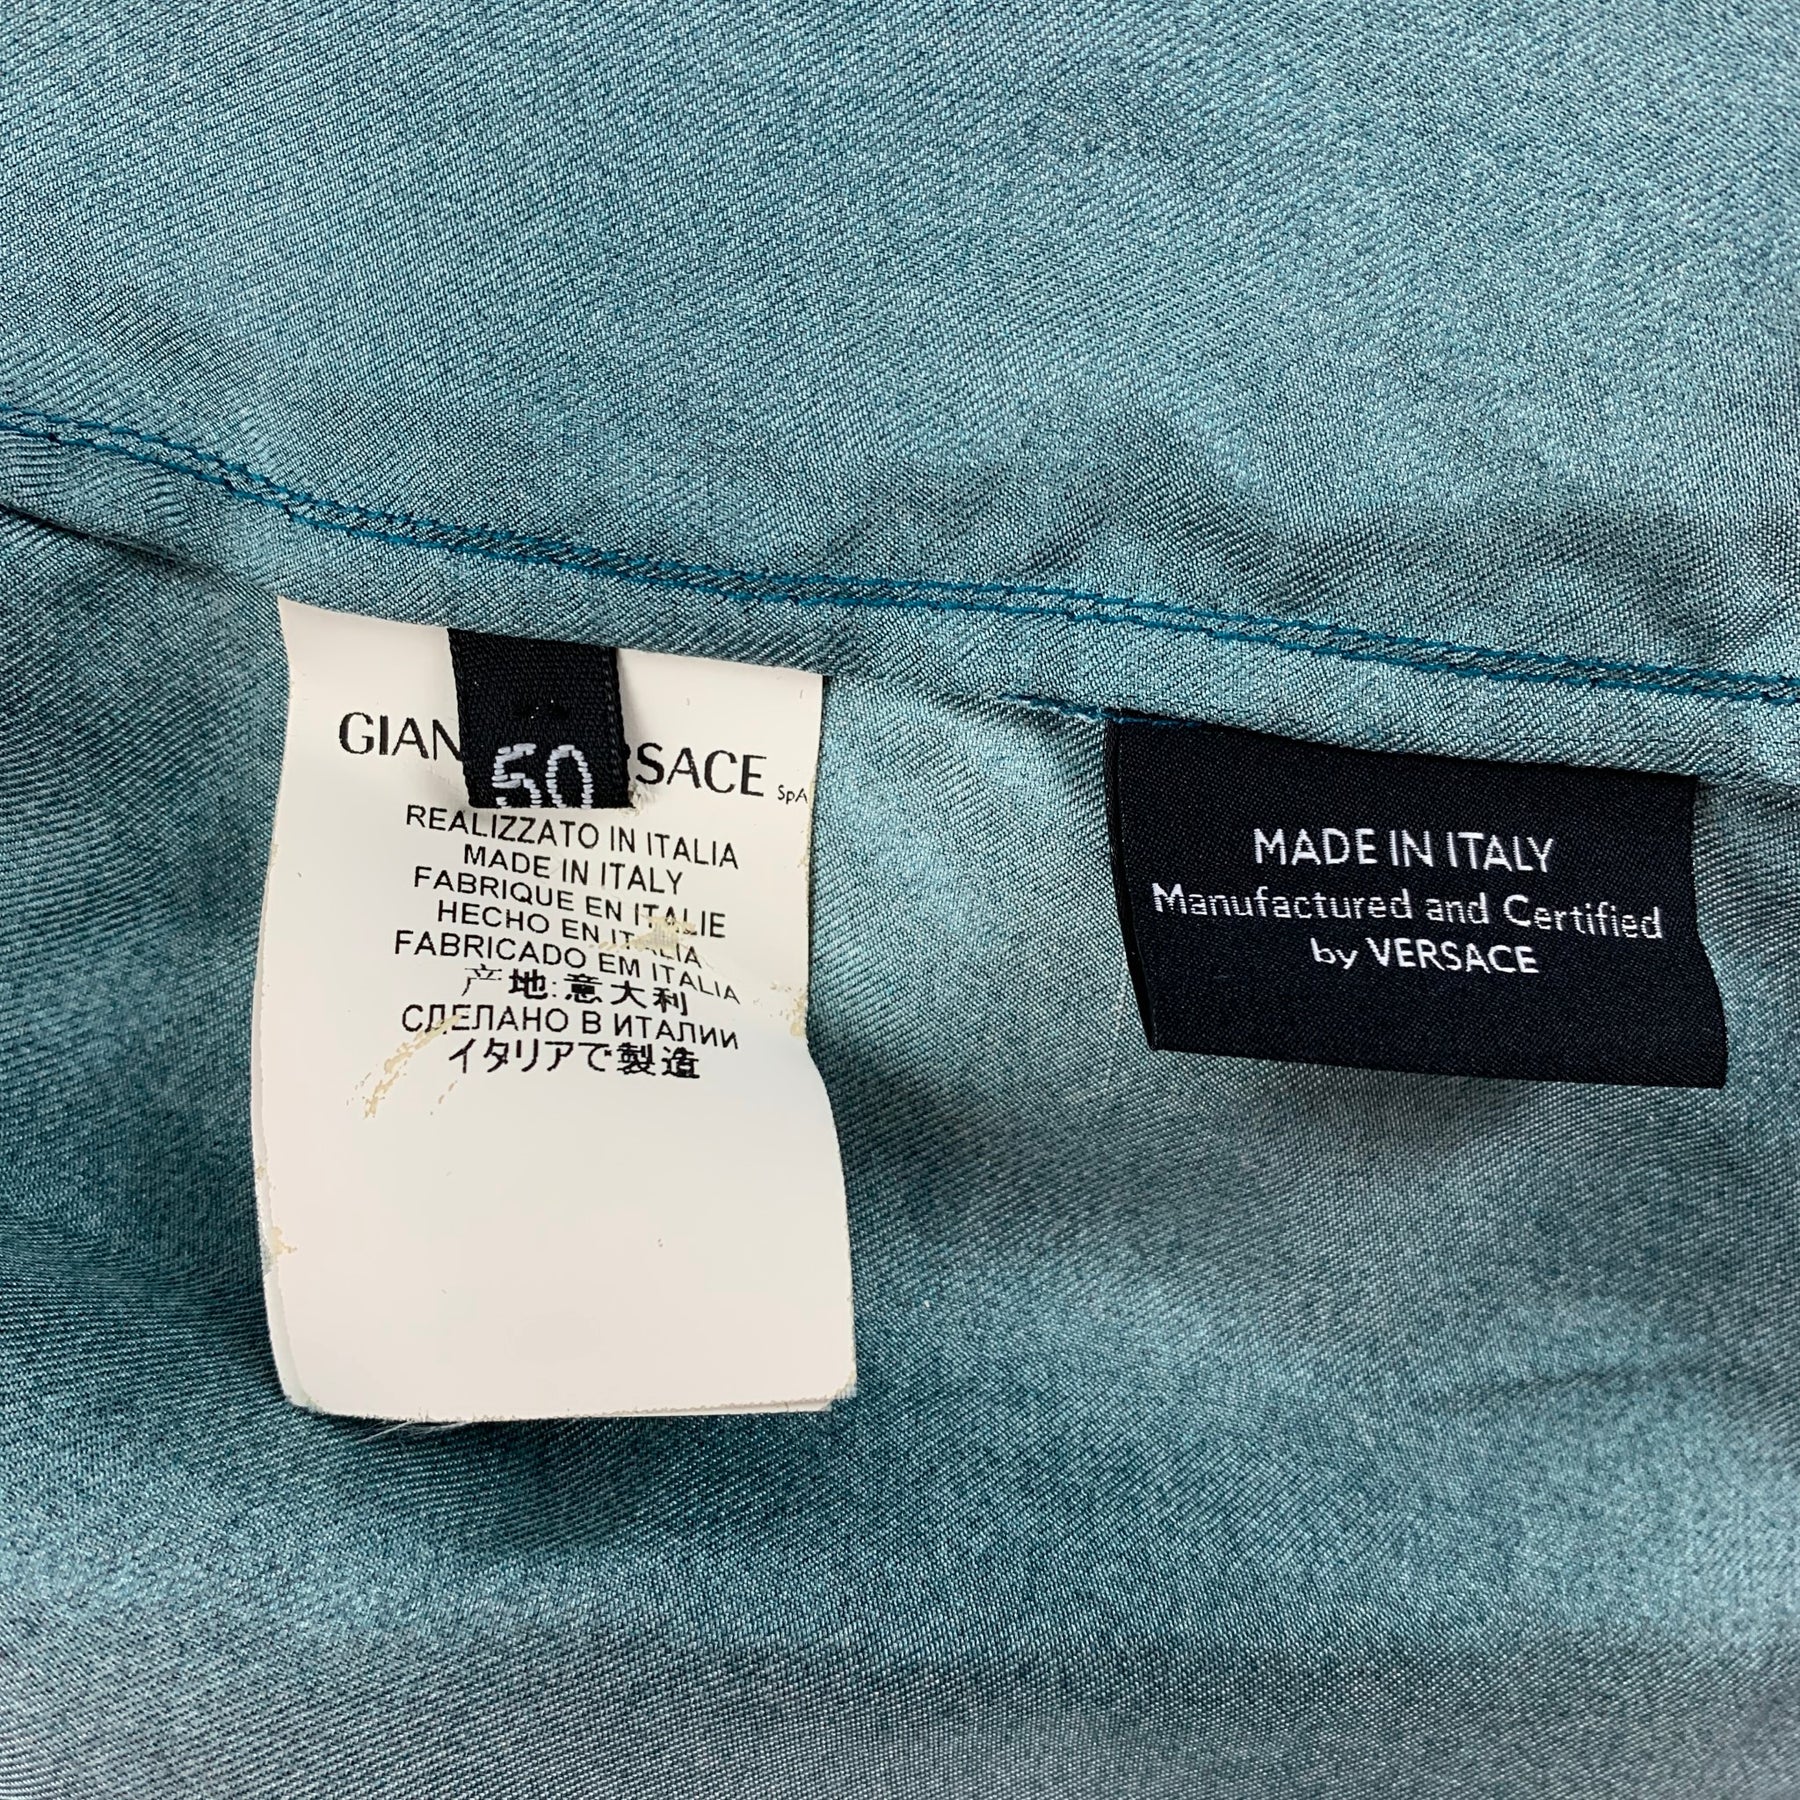 50
GIAN RSACE SpA
REALIZZATO IN ITALIA
MADE IN ITALY
FABRIQUE EN ITALIE
HECHO EN ITALIA
FABRICADO EM ITALIA
产地:意大利
СДЕЛАНО В ИТАЛИИ
イタリアで製造
MADE IN ITALY
Manufactured and Certified
by VERSACE